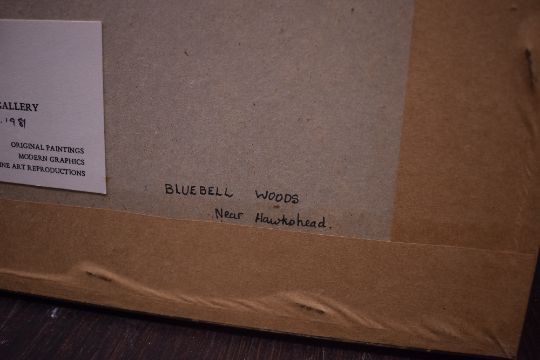 GALLERY
. 1981
ORIGINAL PAINTINGS
MODERN GRAPHICS
FINE ART REPRODUCTIONS
BLUEBELL WOODS
Near Hawkshead.